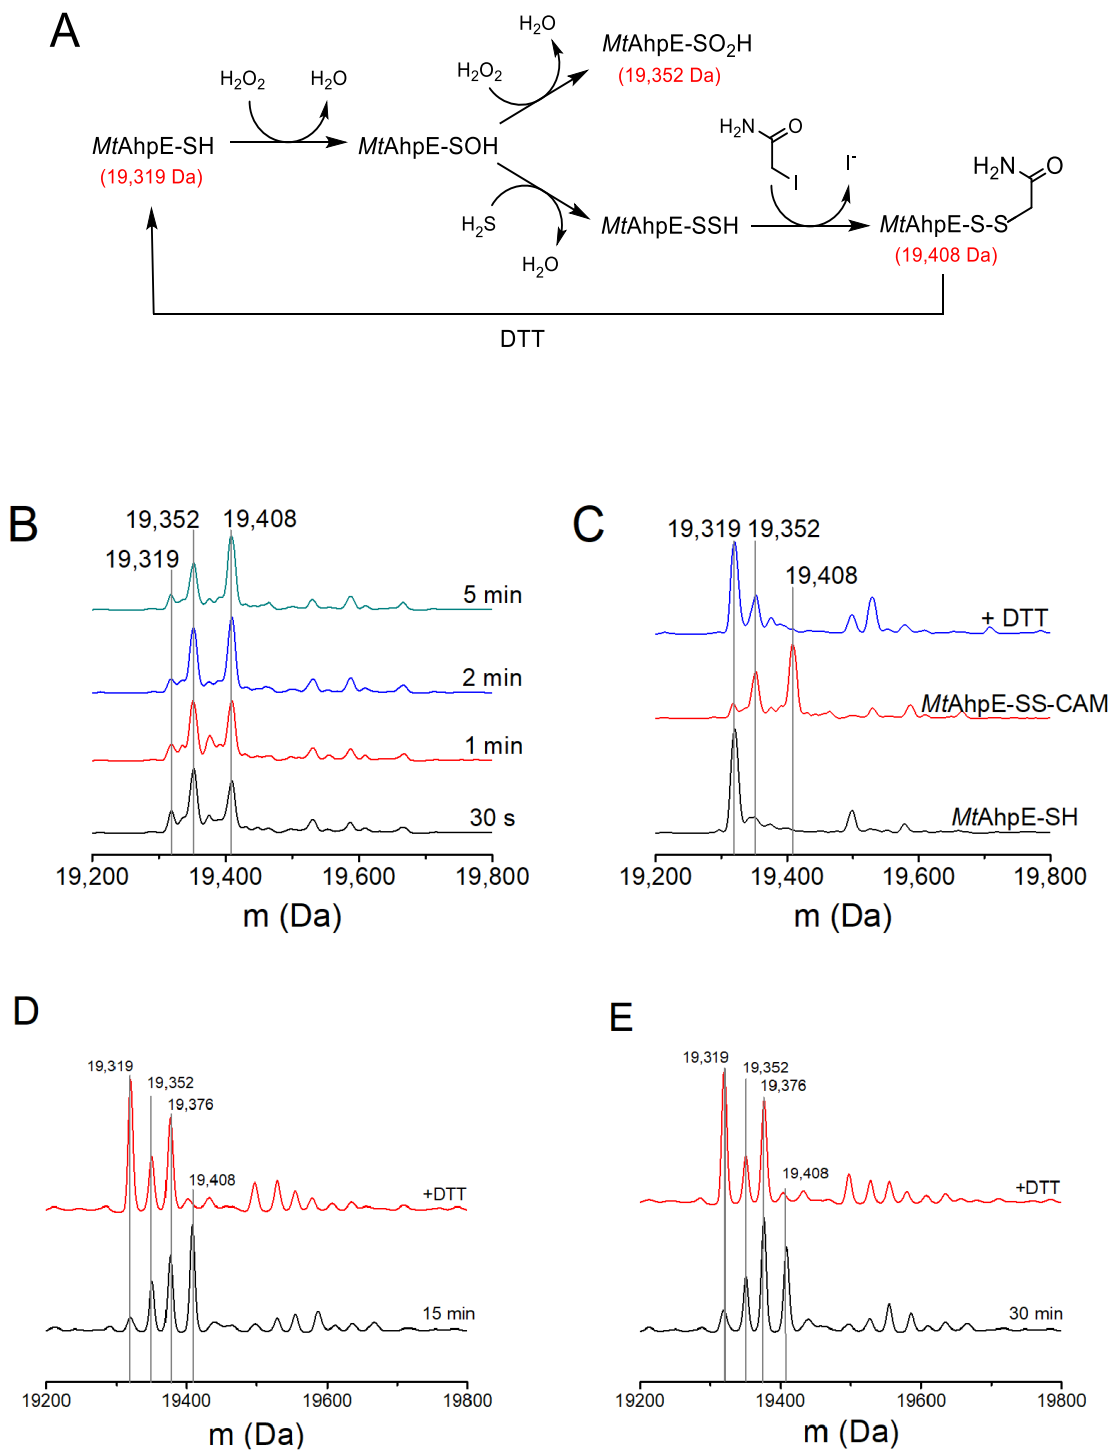 A
H₂O
H₂O₂
MtAhpE-SO₂H
(19,352 Da)
H₂O₂
H₂O
MtAhpE-SH
(19,319 Da)
MtAhpE-SOH
H₂N
O
I
I⁻
H₂N
O
H₂S
H₂O
MtAhpE-SSH
MtAhpE-S-S
(19,408 Da)
DTT
B
19,352
19,408
19,319
5 min
2 min
1 min
30 s
19,200
19,400
19,600
19,800
m (Da)
C
19,319
19,352
19,408
+ DTT
MtAhpE-SS-CAM
MtAhpE-SH
19,200
19,400
19,600
19,800
m (Da)
D
19,319
19,352
19,376
19,408
+DTT
15 min
19200
19400
19600
19800
m (Da)
E
19,319
19,352
19,376
19,408
+DTT
30 min
19200
19400
19600
19800
m (Da)